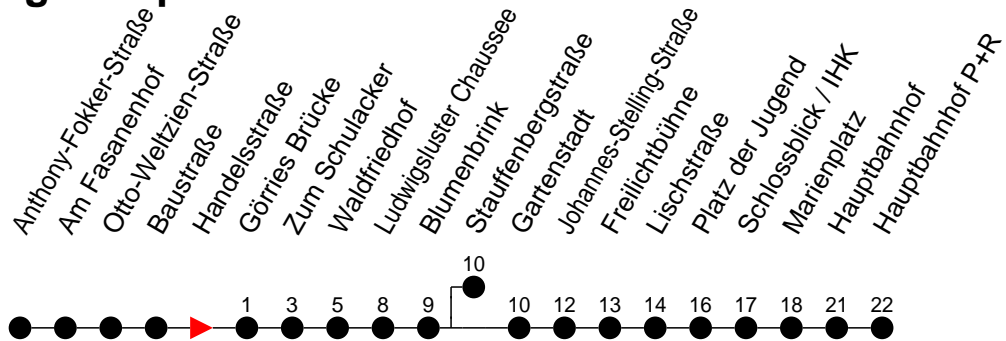 Anthony-Fokker-Straße
Am Fasanenhof
Otto-Weltzien-Straße
Baustraße
Handelsstraße
Görries Brücke
Zum Schulacker
Waldfriedhof
Ludwigsluster Chaussee
Blumenbrink
Stauffenbergstraße
Gartenstadt
Johannes-Stelling-Straße
Freilichtbühne
Lischstraße
Platz der Jugend
Schlossblick / IHK
Marienplatz
Hauptbahnhof
Hauptbahnhof P+R
10
1 3 5 8 9 10 12 13 14 16 17 18 21 22